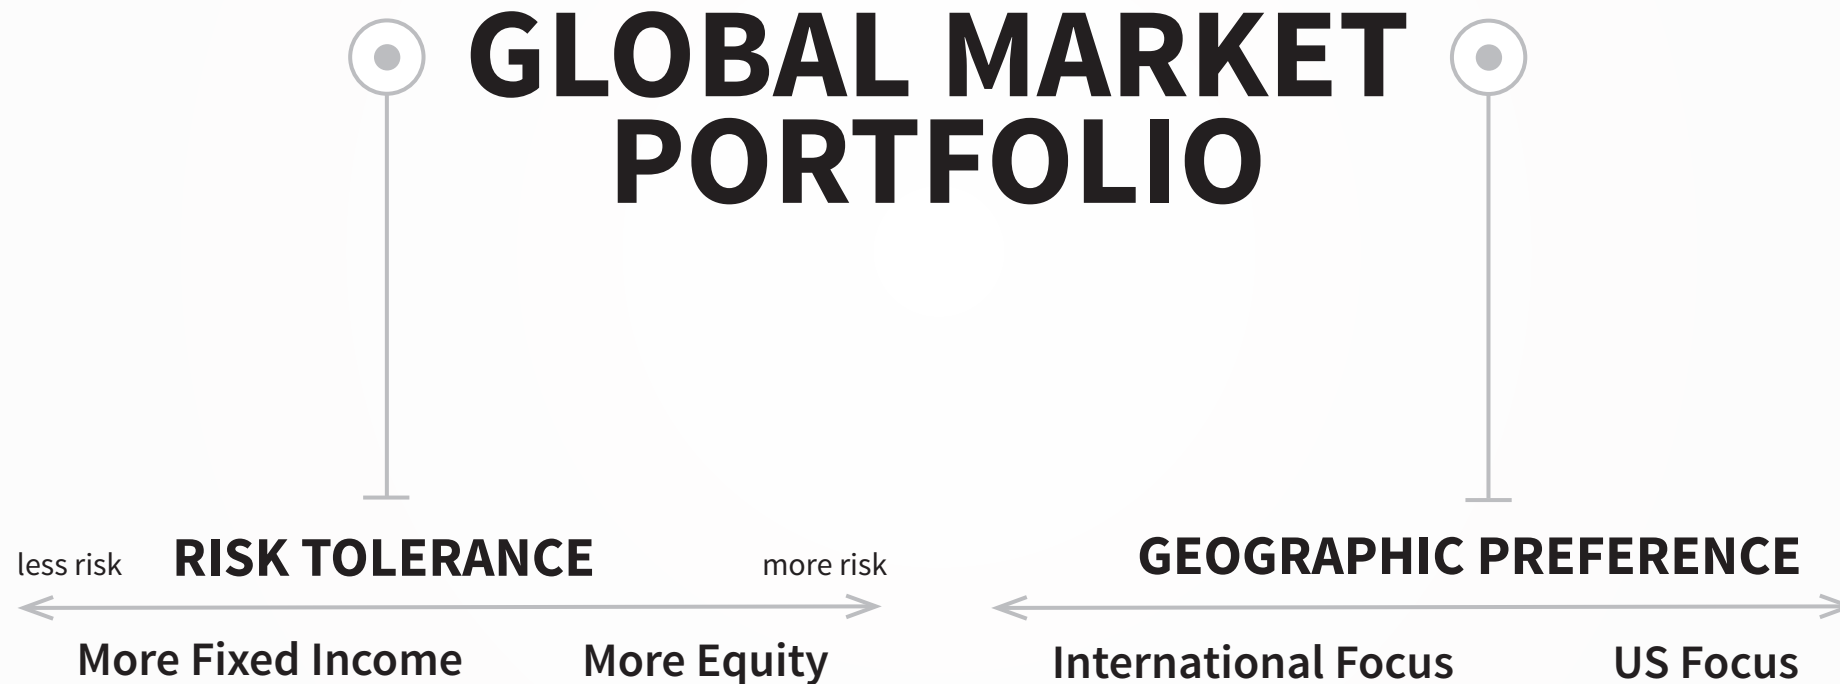 GLOBAL MARKET
PORTFOLIO
less risk RISK TOLERANCE more risk
More Fixed Income More Equity
GEOGRAPHIC PREFERENCE
International Focus US Focus